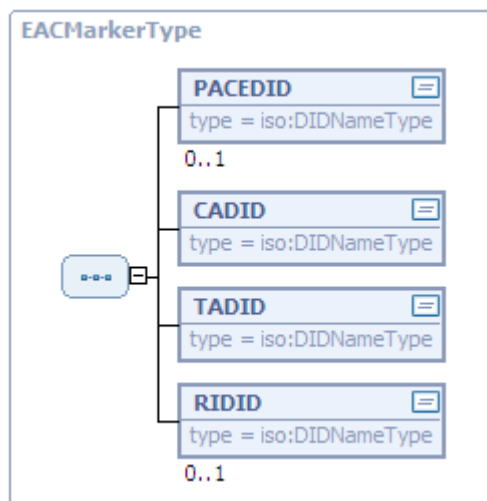 EACMarkerType
PACEDID
type = iso:DIDNameType
0..1
CADID
type = iso:DIDNameType
TADID
type = iso:DIDNameType
RIDID
type = iso:DIDNameType
0..1